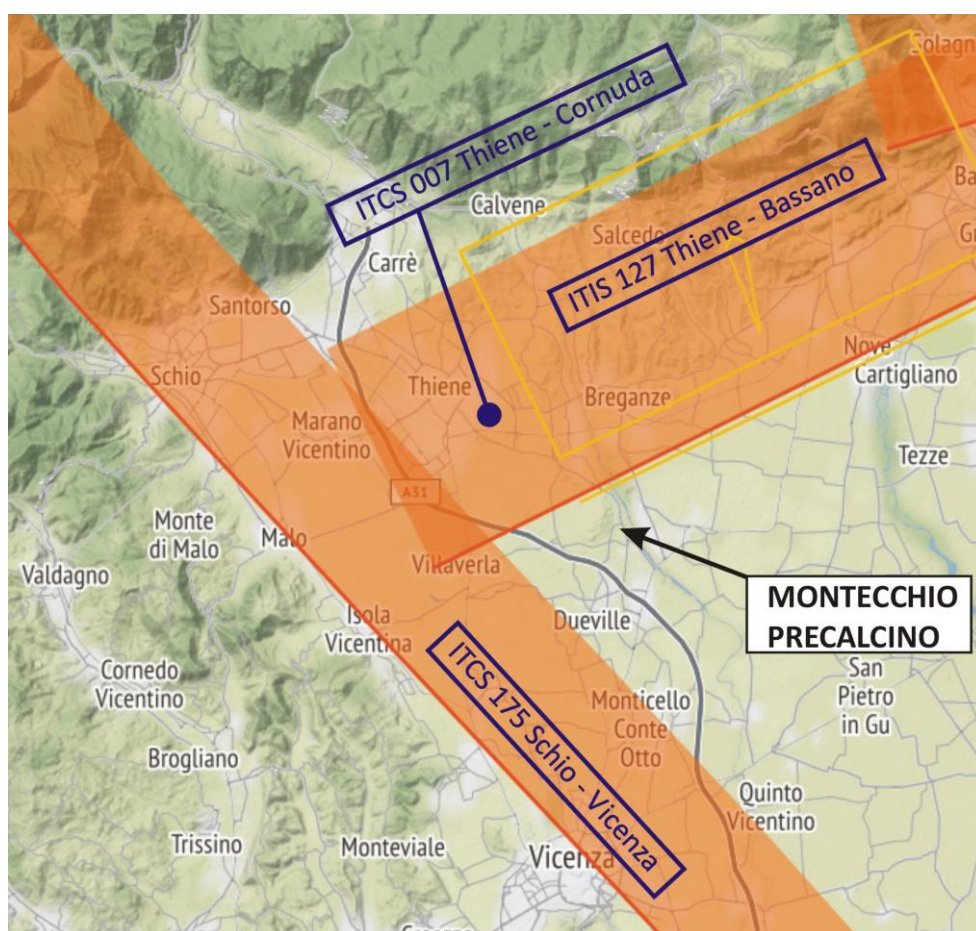 Solagn
ITCS 007 Thiene - Cornuda
Calvene
ITIS 127 Thiene - Bassano
Ba
Salcedo
G
Carrè
Santorso
Nove
Schio
Thiene
Cartigliano
Breganze
Marano
Vicentino
Tezze
A31
Monte
di Malo
Malo
Villaverla
Valdagno
MONTECCHIO
PRECALCINO
Isola
Vicentina
Dueville
ITCS 175 Schio - Vicenza
Cornedo
Vicentino
San
Pietro
in Gu
Monticello
Conte
Otto
Brogliano
Quinto
Vicentino
Trissino
Monteviale
Vicenza